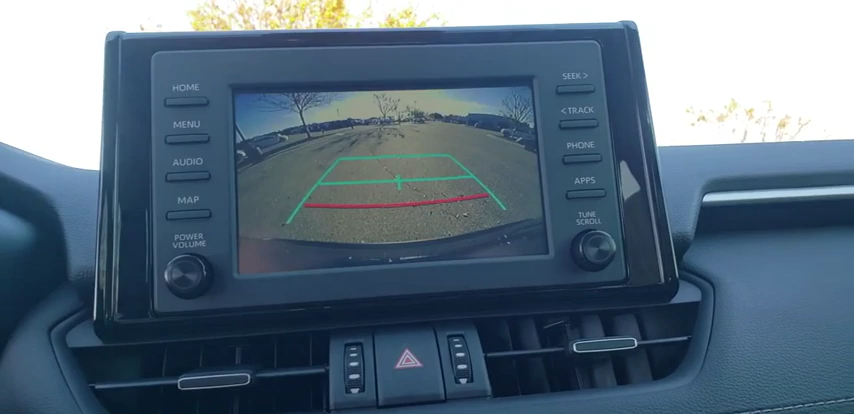 HOME
MENU
AUDIO
MAP
POWER
VOLUME
SEEK >
< TRACK
PHONE
APPS
TUNE
SCROLL